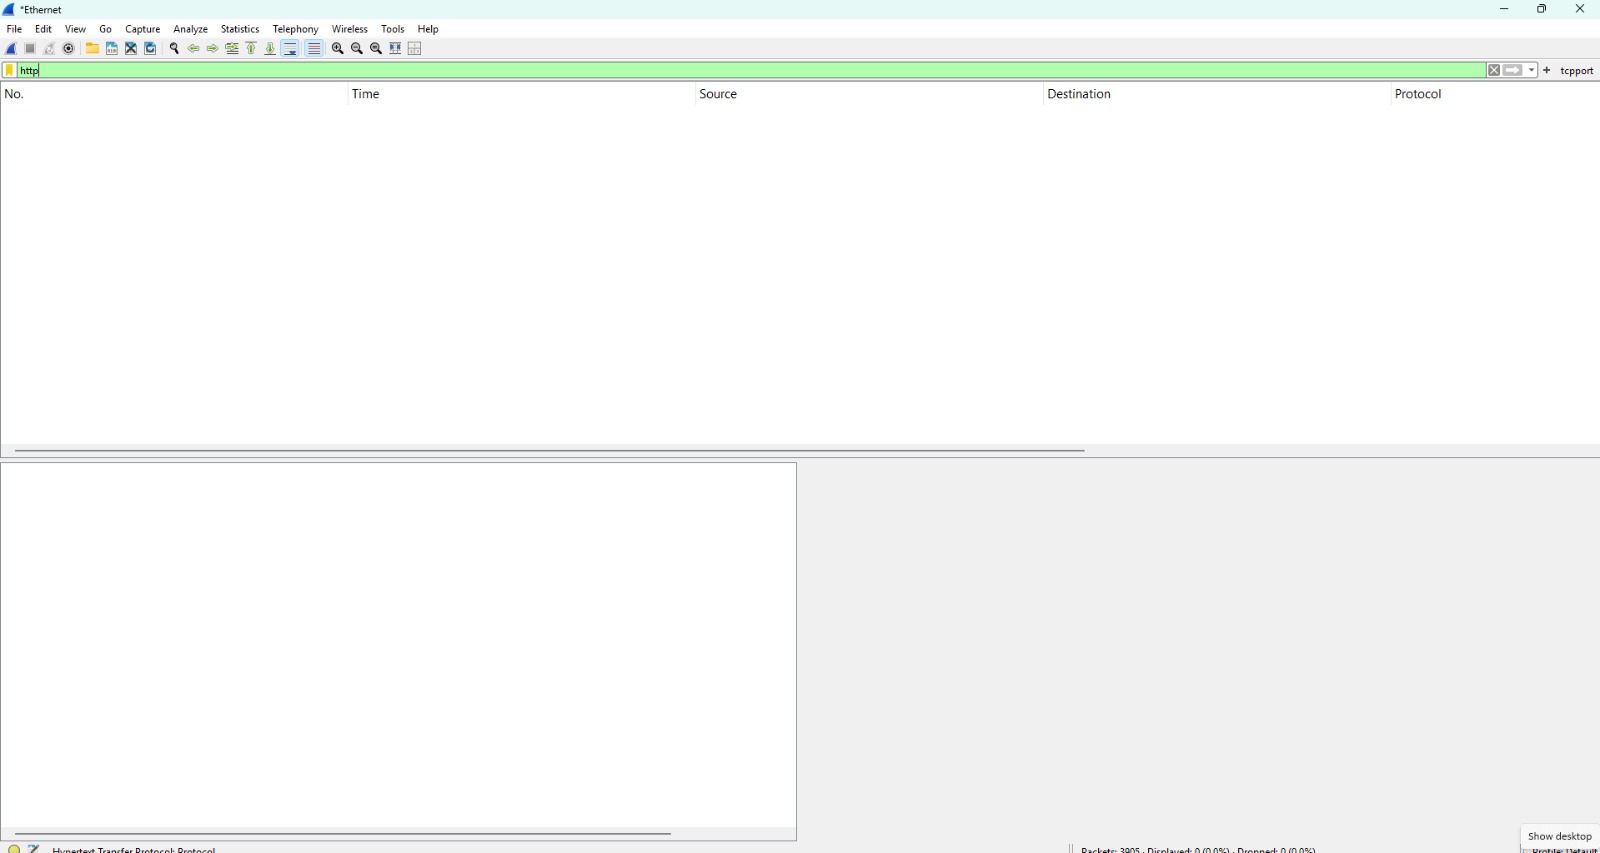 *Ethernet
File Edit View Go Capture Analyze Statistics Telephony Wireless Tools Help
http + tcpport
No. Time Source Destination Protocol
Show desktop
Hypertext Transfer Protocol: Protocol Packets: 3905 · Displayed: 0 (0.0%) · Dropped: 0 (0.0%) Profile: Default